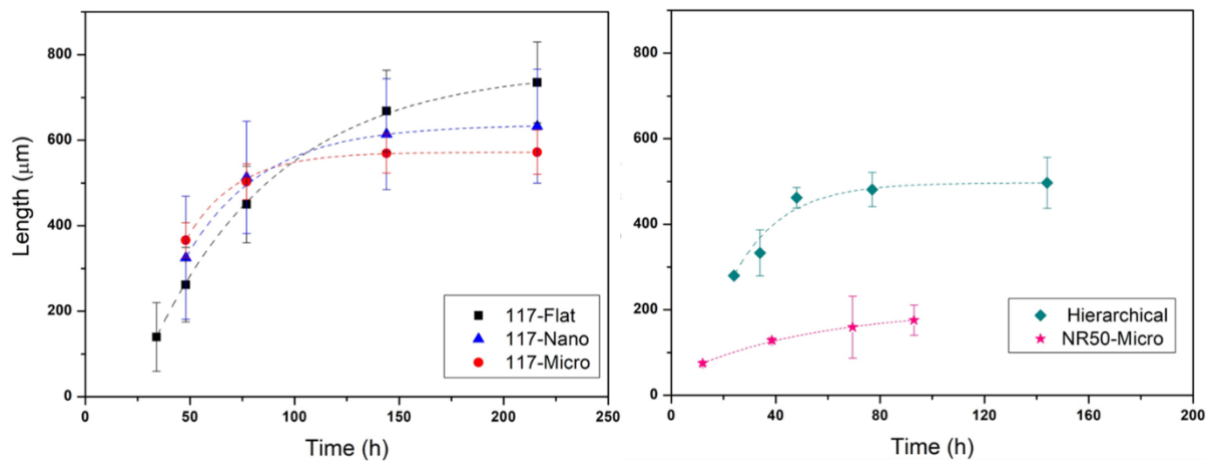 800
600
400
200
0
Length (μm)
0 50 100 150 200 250
Time (h)
117-Flat
117-Nano
117-Micro
800
600
400
200
0
0 40 80 120 160 200
Time (h)
Hierarchical
NR50-Micro